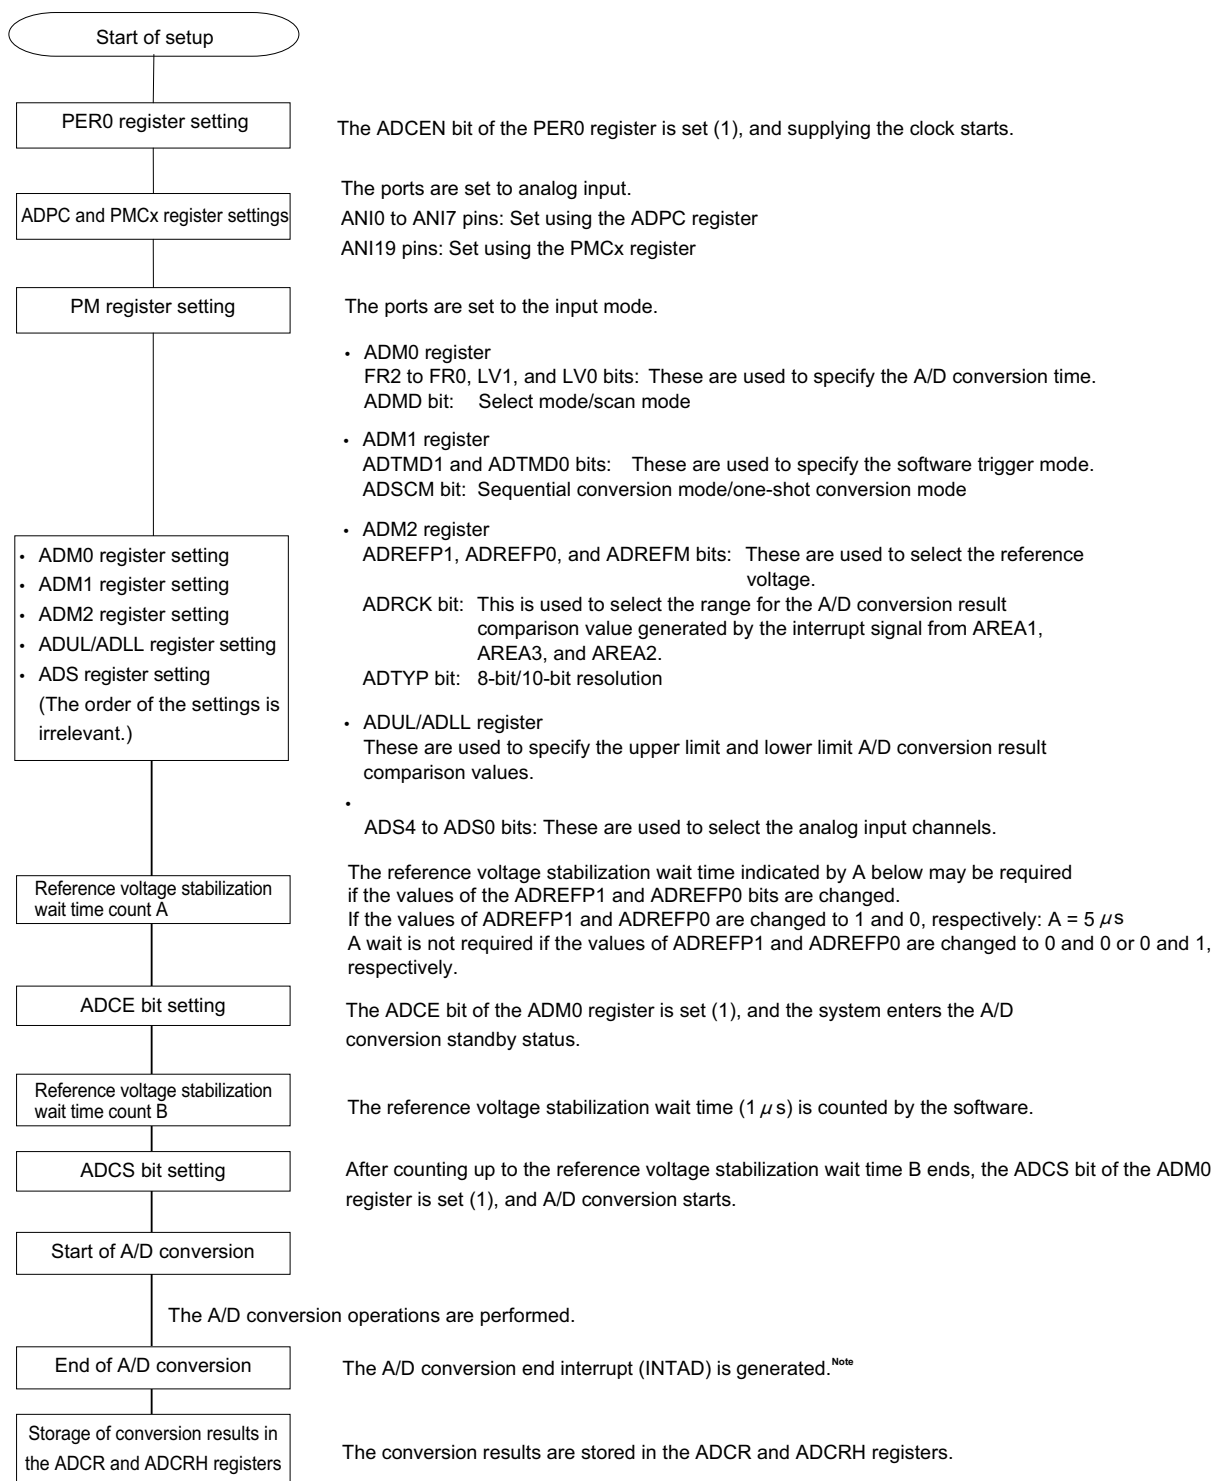 Start of setup
PER0 register setting
The ADCEN bit of the PER0 register is set (1), and supplying the clock starts.
ADPC and PMCx register settings
The ports are set to analog input.
ANI0 to ANI7 pins: Set using the ADPC register
ANI19 pins: Set using the PMCx register
PM register setting
The ports are set to the input mode.
• ADM0 register
FR2 to FR0, LV1, and LV0 bits: These are used to specify the A/D conversion time.
ADMD bit: Select mode/scan mode
• ADM1 register
ADTMD1 and ADTMD0 bits: These are used to specify the software trigger mode.
ADSCM bit: Sequential conversion mode/one-shot conversion mode
• ADM2 register
ADREFP1, ADREFP0, and ADREFM bits: These are used to select the reference
voltage.
ADRCK bit: This is used to select the range for the A/D conversion result
comparison value generated by the interrupt signal from AREA1,
AREA3, and AREA2.
ADTYP bit: 8-bit/10-bit resolution
• ADUL/ADLL register
These are used to specify the upper limit and lower limit A/D conversion result
comparison values.
•
ADS4 to ADS0 bits: These are used to select the analog input channels.
• ADM0 register setting
• ADM1 register setting
• ADM2 register setting
• ADUL/ADLL register setting
• ADS register setting
(The order of the settings is
irrelevant.)
Reference voltage stabilization
wait time count A
The reference voltage stabilization wait time indicated by A below may be required
if the values of the ADREFP1 and ADREFP0 bits are changed.
If the values of ADREFP1 and ADREFP0 are changed to 1 and 0, respectively: A = 5 μs
A wait is not required if the values of ADREFP1 and ADREFP0 are changed to 0 and 0 or 0 and 1,
respectively.
ADCE bit setting
The ADCE bit of the ADM0 register is set (1), and the system enters the A/D
conversion standby status.
Reference voltage stabilization
wait time count B
The reference voltage stabilization wait time (1 μ s) is counted by the software.
ADCS bit setting
After counting up to the reference voltage stabilization wait time B ends, the ADCS bit of the ADM0
register is set (1), and A/D conversion starts.
Start of A/D conversion
The A/D conversion operations are performed.
End of A/D conversion
The A/D conversion end interrupt (INTAD) is generated. Note
Storage of conversion results in
the ADCR and ADCRH registers
The conversion results are stored in the ADCR and ADCRH registers.